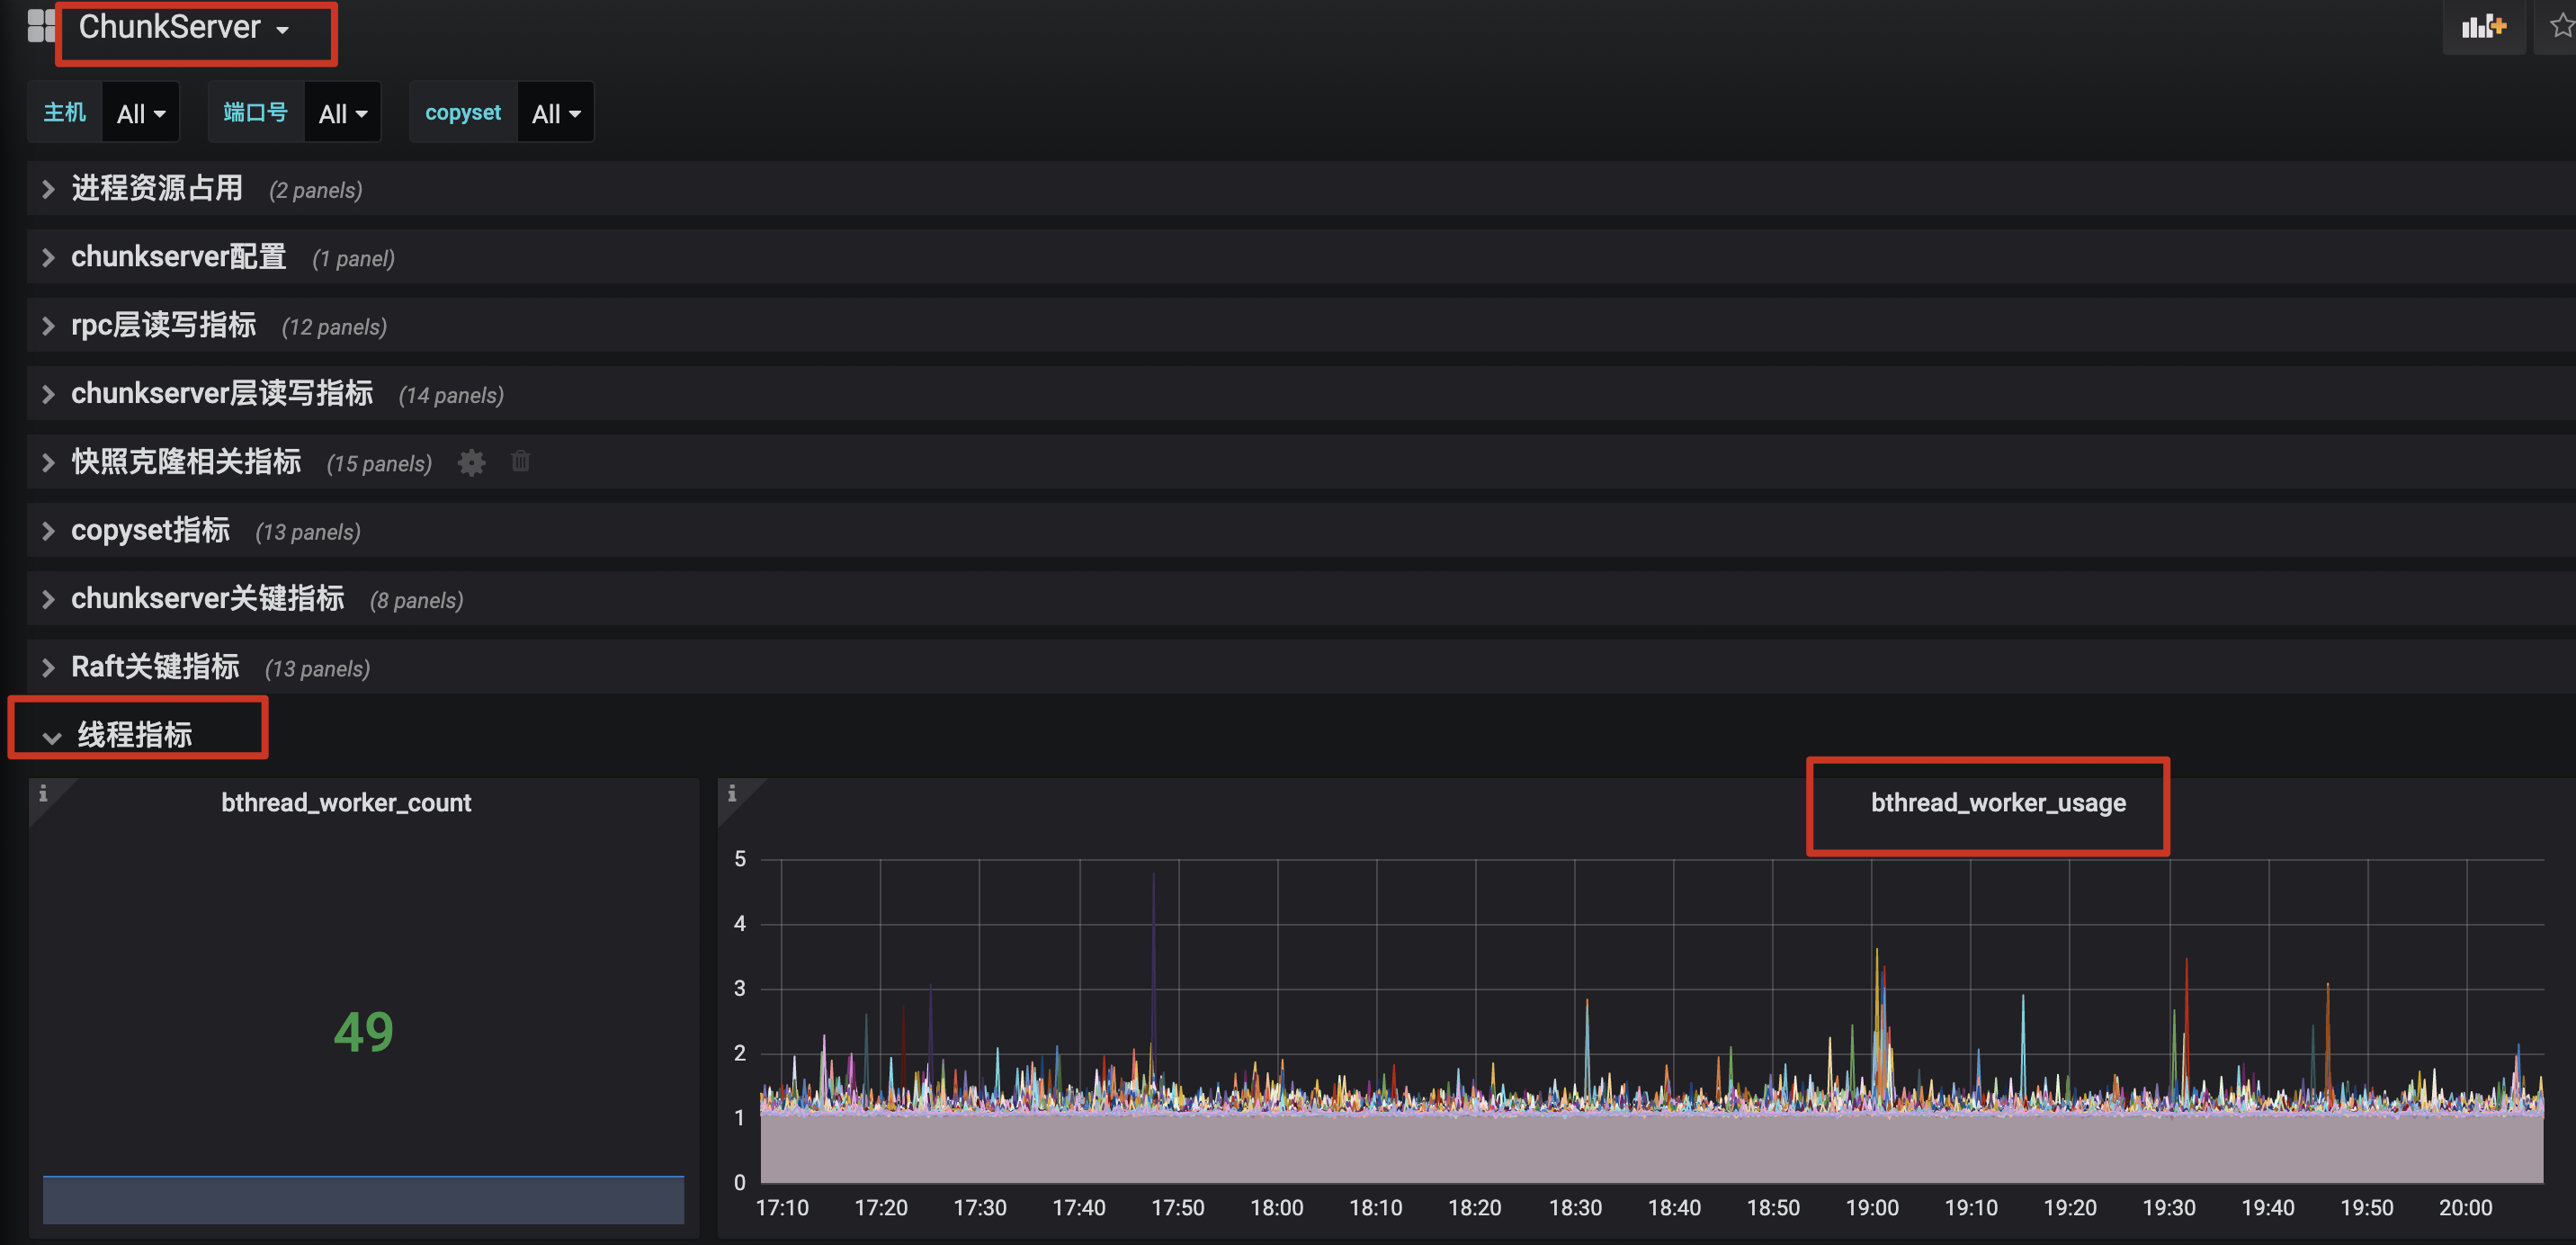 ChunkServer
主机 All 端口号 All copyset All
进程资源占用 (2 panels)
chunkserver配置 (1 panel)
rpc层读写指标 (12 panels)
chunkserver层读写指标 (14 panels)
快照克隆相关指标 (15 panels)
copyset指标 (13 panels)
chunkserver关键指标 (8 panels)
Raft关键指标 (13 panels)
线程指标
i
bthread_worker_count
49
i
bthread_worker_usage
5
4
3
2
1
0
17:10 17:20 17:30 17:40 17:50 18:00 18:10 18:20 18:30 18:40 18:50 19:00 19:10 19:20 19:30 19:40 19:50 20:00